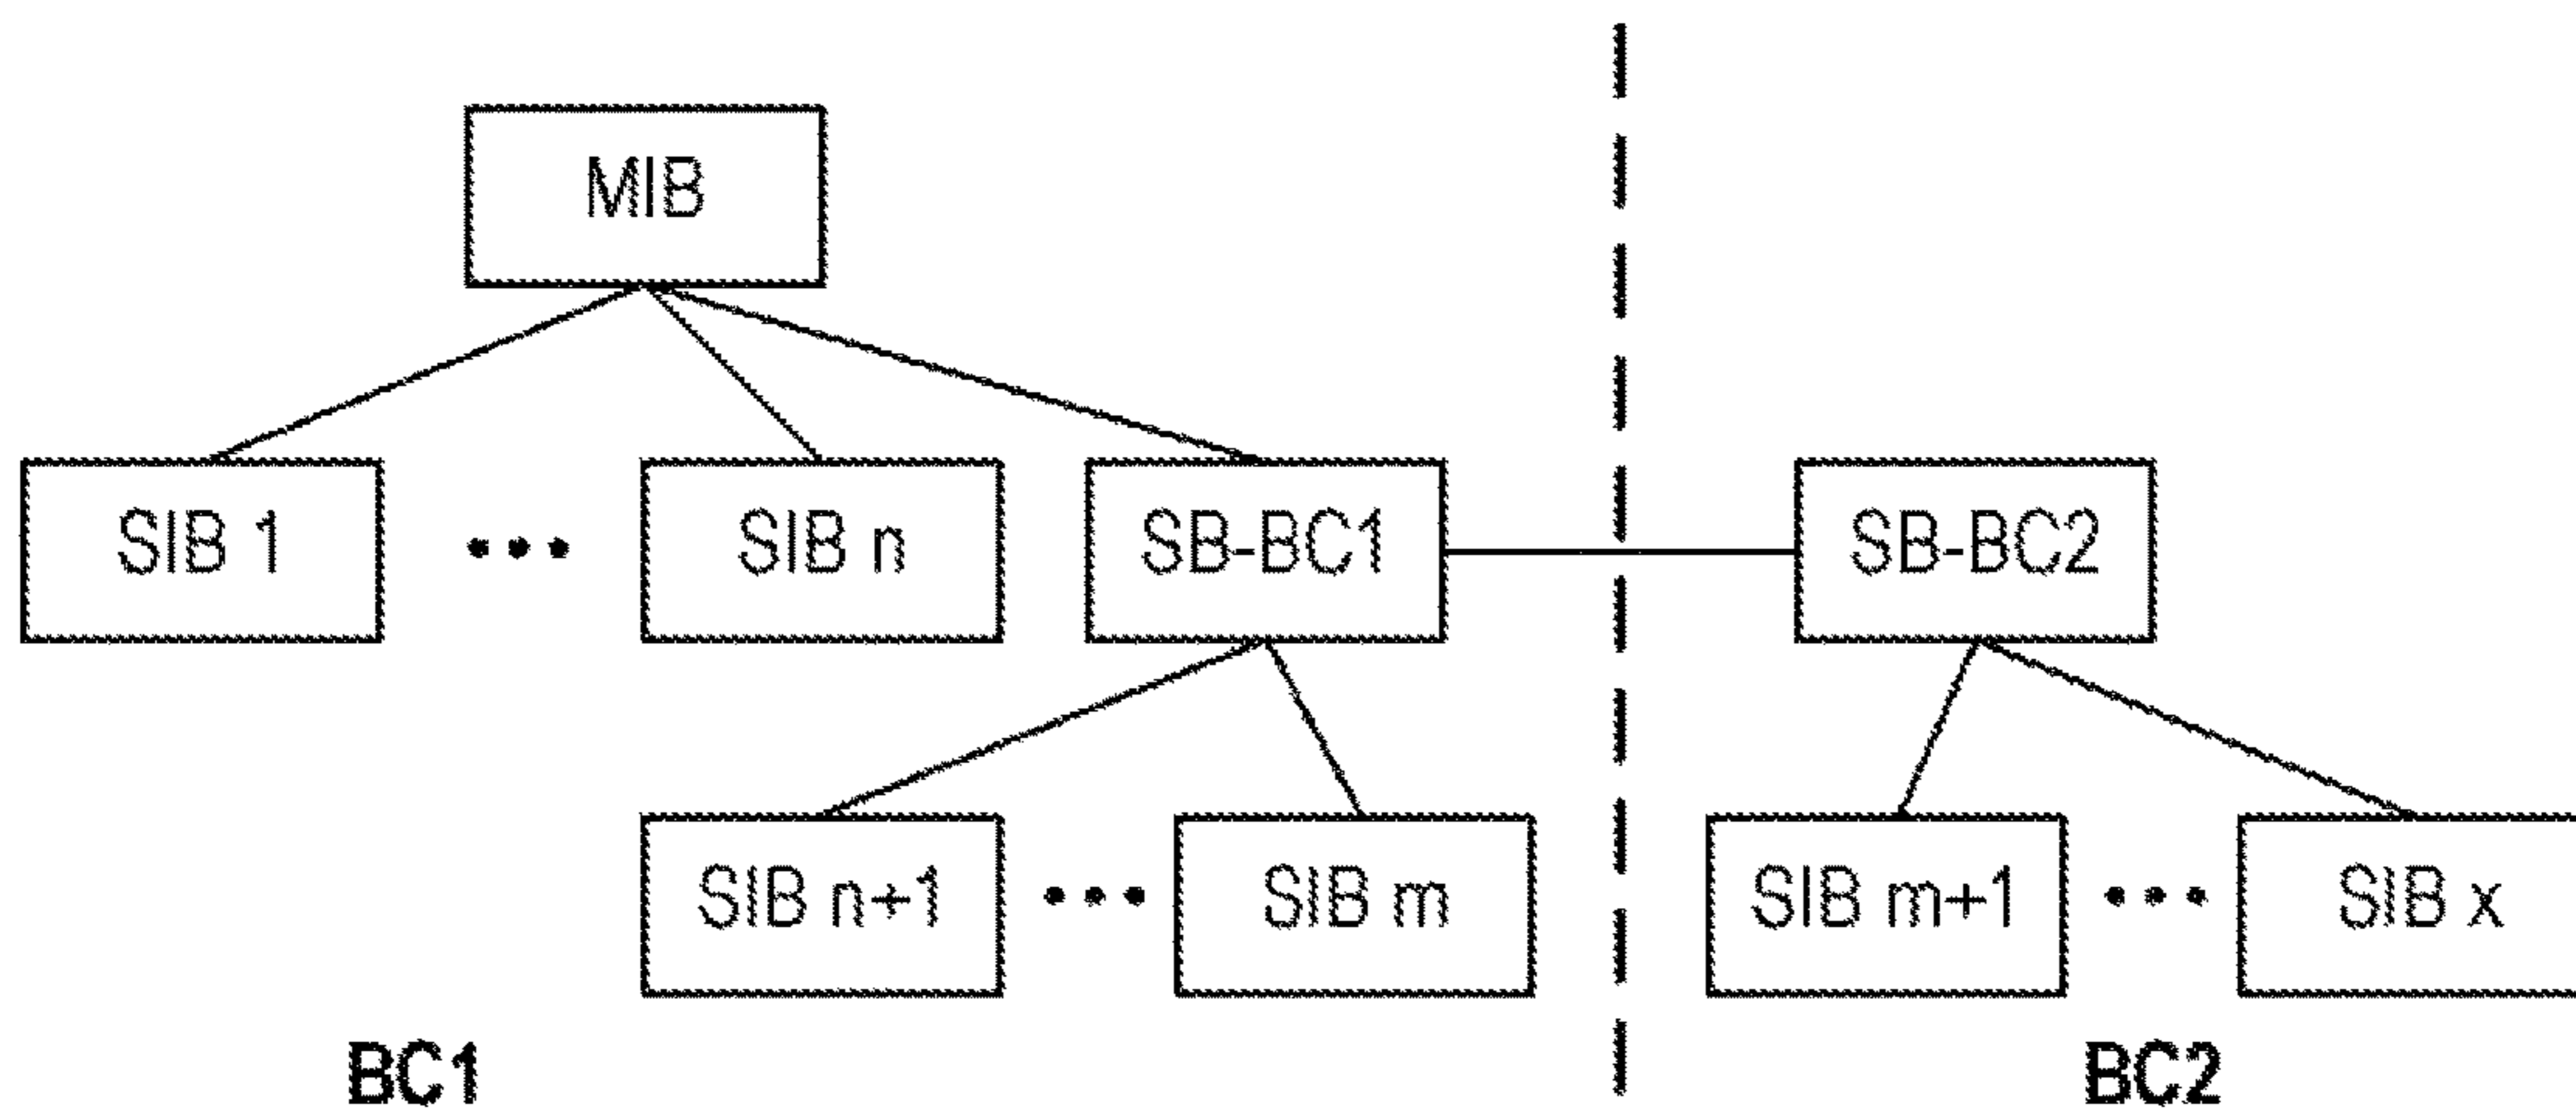 MIB
SIB 1 ••• SIB n SB-BC1 SB-BC2
SIB n+1 ••• SIB m SIB m+1 ••• SIB x
BC1 BC2